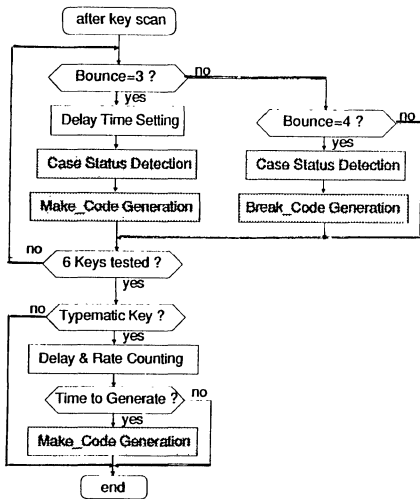 after key scan
Bounce=3 ?
no
yes
Delay Time Setting
Bounce=4 ?
no
yes
Case Status Detection
Case Status Detection
Make_Code Generation
Break_Code Generation
no
6 Keys tested ?
yes
no
Typematic Key ?
yes
Delay & Rate Counting
Time to Generate ?
no
yes
Make_Code Generation
end